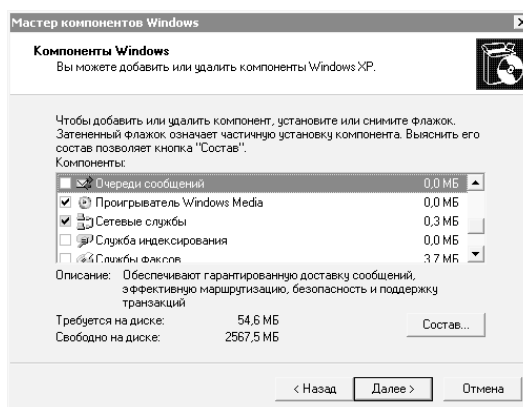 Мастер компонентов Windows
Компоненты Windows
Вы можете добавить или удалить компоненты Windows XP.
Чтобы добавить или удалить компонент, установите или снимите флажок.
Затененный флажок означает частичную установку компонента. Выяснить его
состав позволяет кнопка "Состав".
Компоненты:
Очереди сообщений 0,0 МБ
Проигрыватель Windows Media 0,0 МБ
Сетевые службы 0,3 МБ
Служба индексирования 0,0 МБ
Службы факсов 3,7 МБ
Описание: Обеспечивают гарантированную доставку сообщений,
эффективную маршрутизацию, безопасность и поддержку
транзакций
Требуется на диске: 54,6 МБ
Свободно на диске: 2567,5 МБ
Состав...
< Назад Далее > Отмена